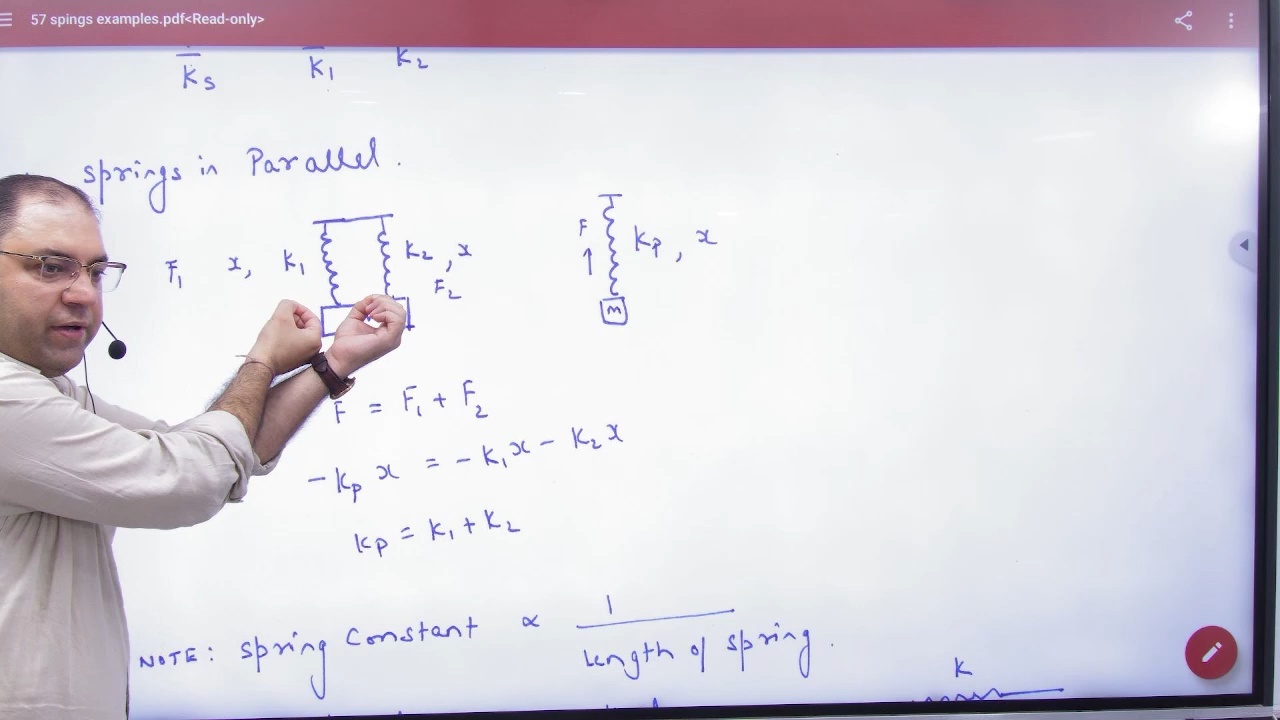 57 spings examples.pdf<Read-only>
Ks K1 K2
springs in Parallel.
F1 x, K1 K2, x F2
F Kp, x
m
F = F1 + F2
-Kp x = - K1x - K2x
Kp = K1 + K2
NOTE: Spring Constant ∝ 1
Length of spring.
K